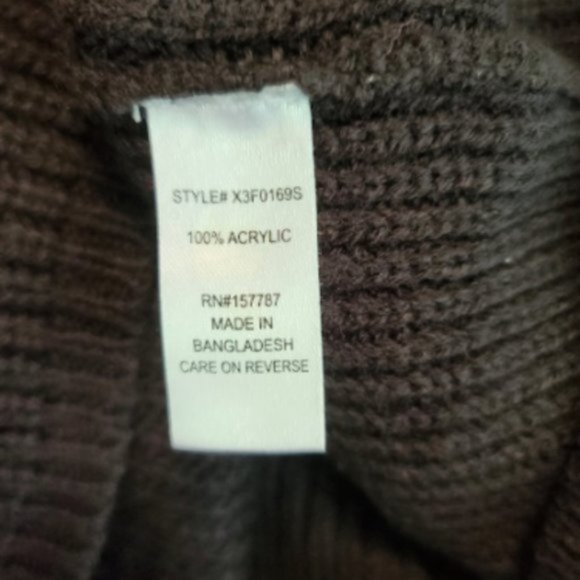 STYLE# X3F0169S
100% ACRYLIC
RN#157787
MADE IN
BANGLADESH
CARE ON REVERSE